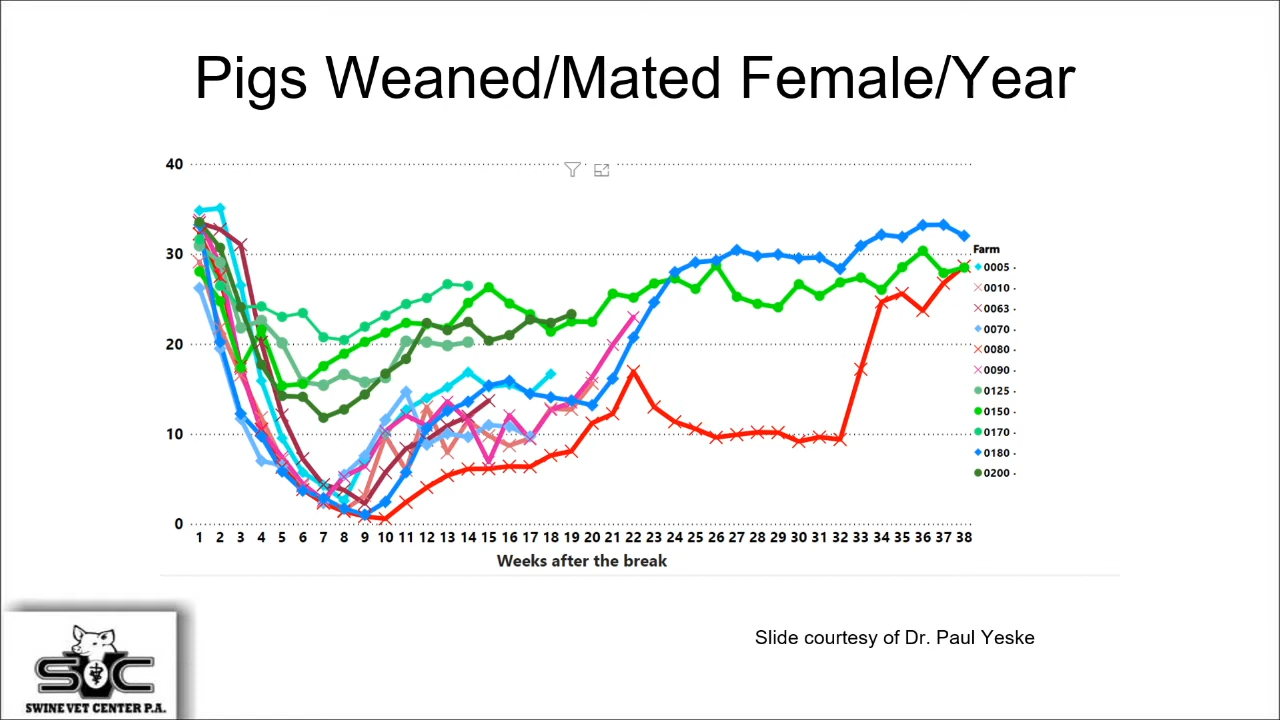 Pigs Weaned/Mated Female/Year
40
30
20
10
0
1 2 3 4 5 6 7 8 9 10 11 12 13 14 15 16 17 18 19 20 21 22 23 24 25 26 27 28 29 30 31 32 33 34 35 36 37 38
Weeks after the break
Farm
0005 -
0010 -
0063 -
0070 -
0080 -
0090 -
0125 -
0150 -
0170 -
0180 -
0200 -
Slide courtesy of Dr. Paul Yeske
SVC
SWINE VET CENTER P.A.